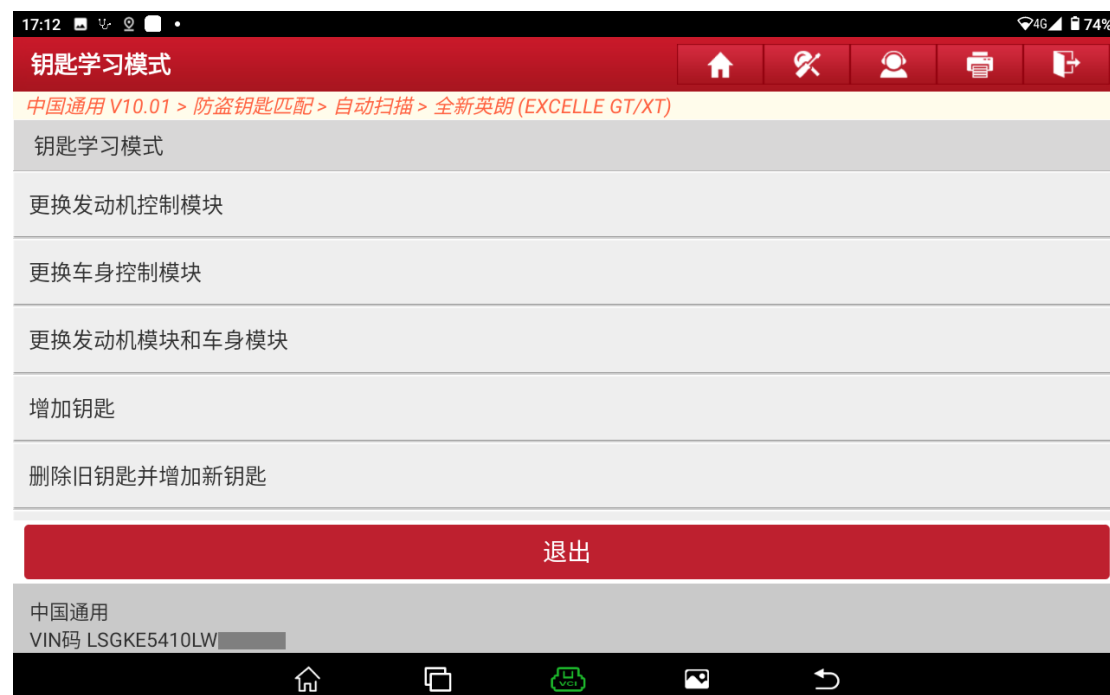 17:12
4G 74%
钥匙学习模式
中国通用 V10.01 > 防盗钥匙匹配 > 自动扫描 > 全新英朗 (EXCELLE GT/XT)
钥匙学习模式
更换发动机控制模块
更换车身控制模块
更换发动机模块和车身模块
增加钥匙
删除旧钥匙并增加新钥匙
退出
中国通用
VIN码 LSGKE5410LW
VCI